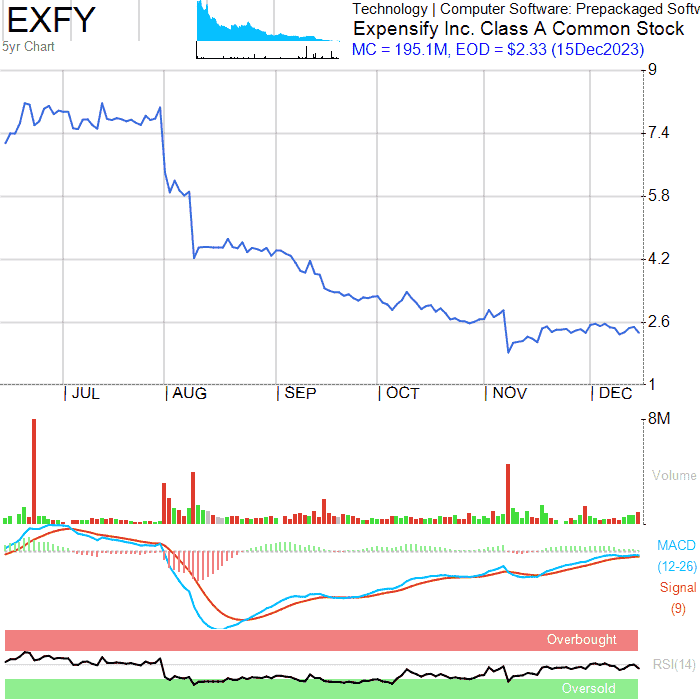 EXFY
5yr Chart
Technology | Computer Software: Prepackaged Softw
Expensify Inc. Class A Common Stock
MC = 195.1M, EOD = $2.33 (15Dec2023)
9
7.4
5.8
4.2
2.6
1
JUL AUG SEP OCT NOV DEC
8M
Volume
MACD
(12-26)
Signal
(9)
Overbought
RSI(14)
Oversold